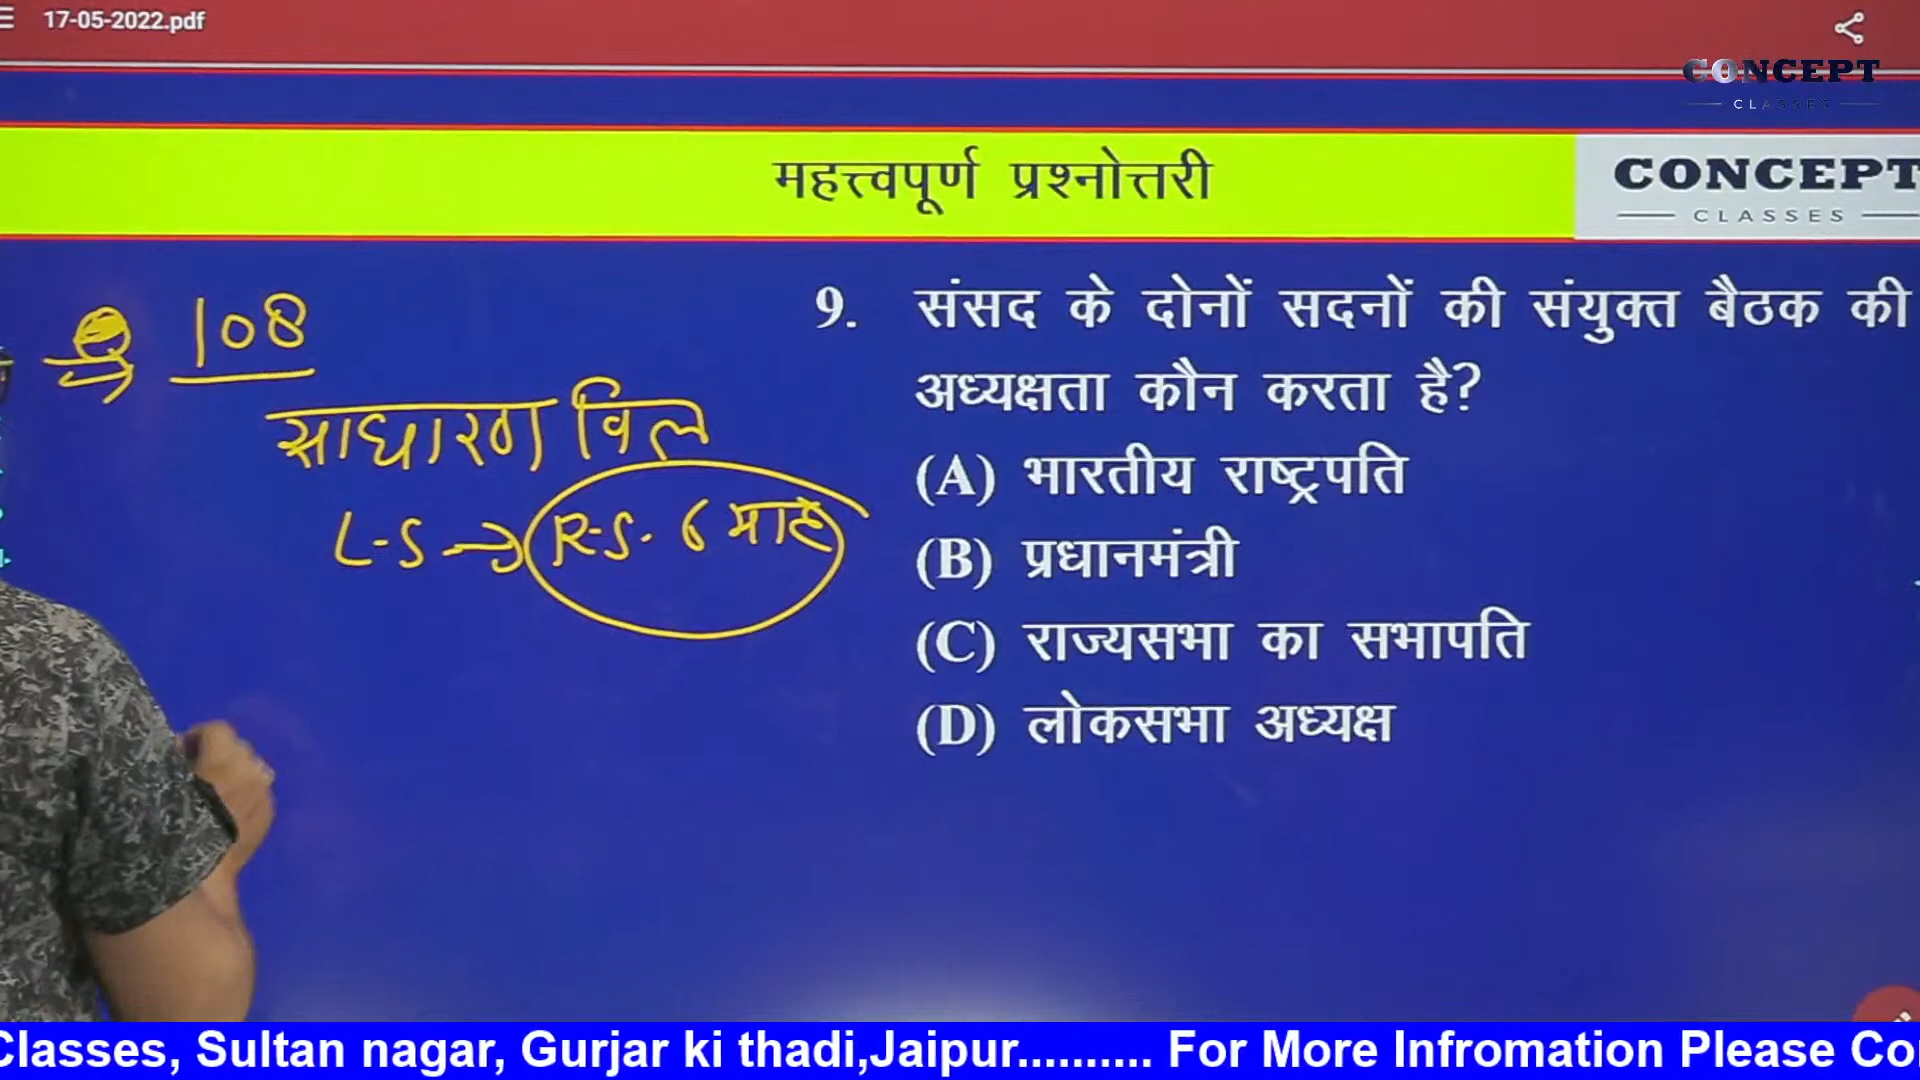 17-05-2022.pdf
CONCEPT
CLASSES
महत्त्वपूर्ण प्रश्नोत्तरी
CONCEPT
CLASSES
108
साधारण बिल
L-S → R-S. 6 माह
9. संसद के दोनों सदनों की संयुक्त बैठक की
अध्यक्षता कौन करता है?
(A) भारतीय राष्ट्रपति
(B) प्रधानमंत्री
(C) राज्यसभा का सभापति
(D) लोकसभा अध्यक्ष
Classes, Sultan nagar, Gurjar ki thadi,Jaipur.......... For More Infromation Please Co